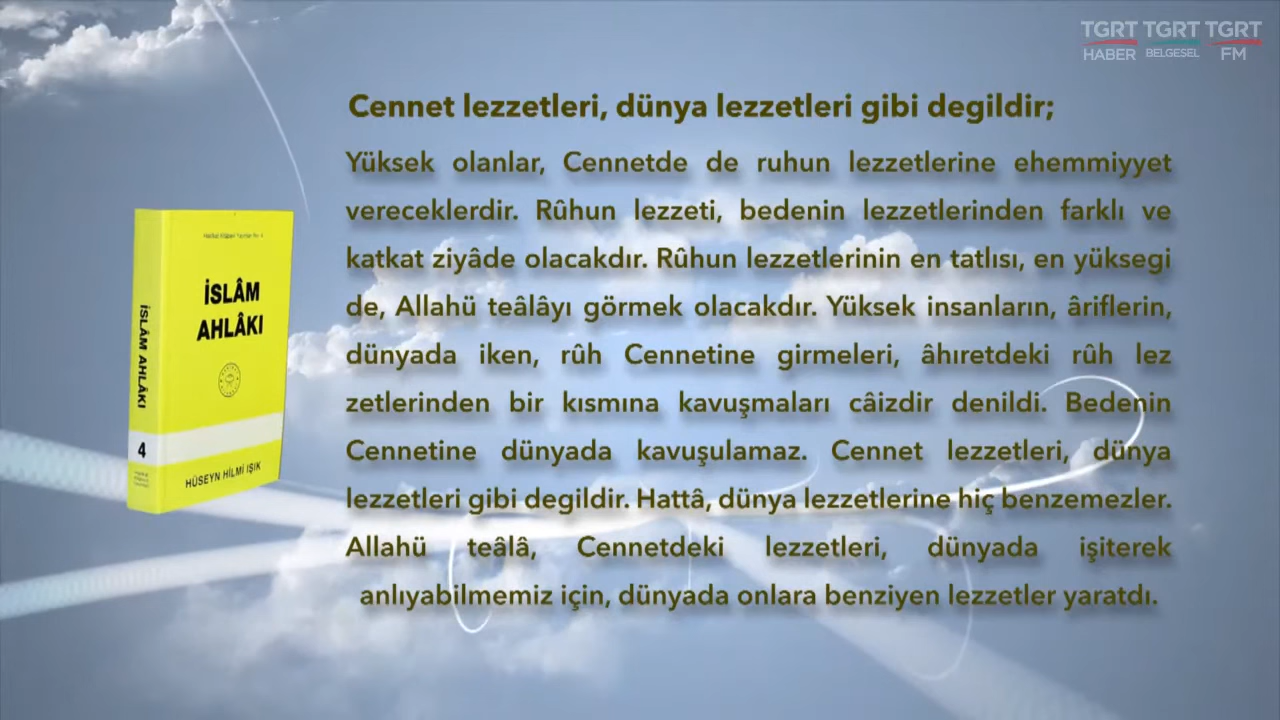 TGRT TGRT TGRT
HABER BELGESEL FM
Cennet lezzetleri, dünya lezzetleri gibi degildir;
Yüksek olanlar, Cennetde de ruhun lezzetlerine ehemmiyyet
vereceklerdir. Rûhun lezzeti, bedenin lezzetlerinden farklı ve
katkat ziyâde olacakdır. Rûhun lezzetlerinin en tatlısı, en yüksegi
de, Allahü teâlâyı görmek olacakdır. Yüksek insanların, âriflerin,
dünyada iken, rûh Cennetine girmeleri, âhıretdeki rûh lez
zetlerinden bir kısmına kavuşmaları câizdir denildi. Bedenin
Cennetine dünyada kavuşulamaz. Cennet lezzetleri, dünya
lezzetleri gibi degildir. Hattâ, dünya lezzetlerine hiç benzemezler.
Allahü teâlâ, Cennetdeki lezzetleri, dünyada işiterek
anlıyabilmemiz için, dünyada onlara benziyen lezzetler yaratdı.
İSLÂM
AHLÂKI
HÜSEYN HİLMİ IŞIK
İSLÂM AHLÂKI
4